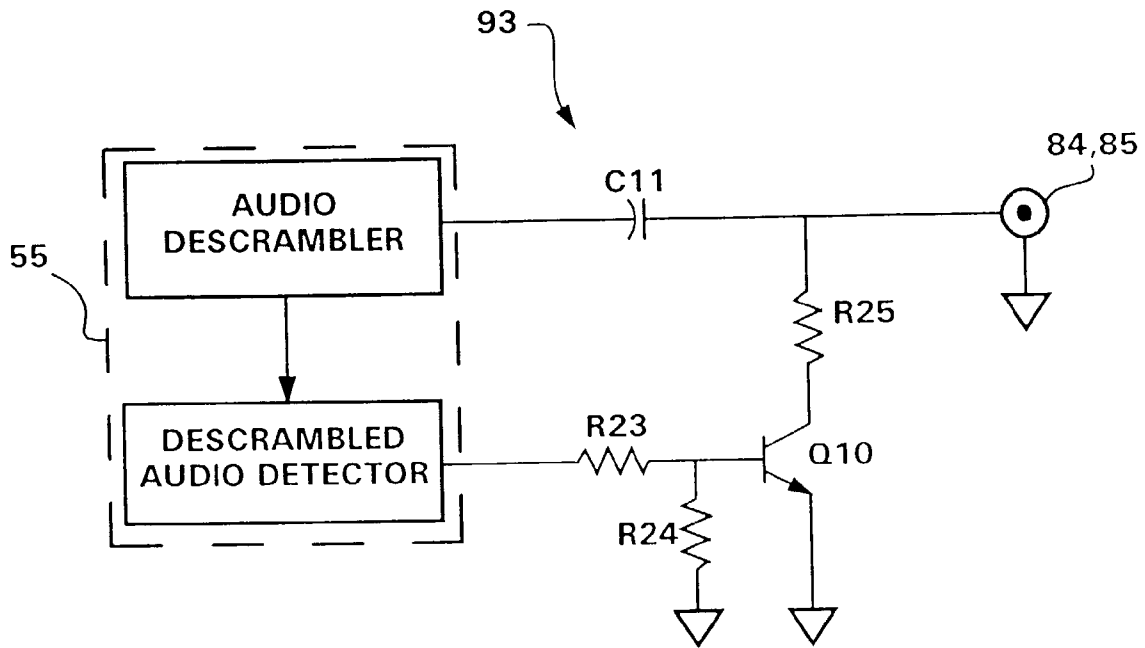 93
84,85
C11
AUDIO
DESCRAMBLER
55
R25
R23
DESCRAMBLED
AUDIO DETECTOR
Q10
R24